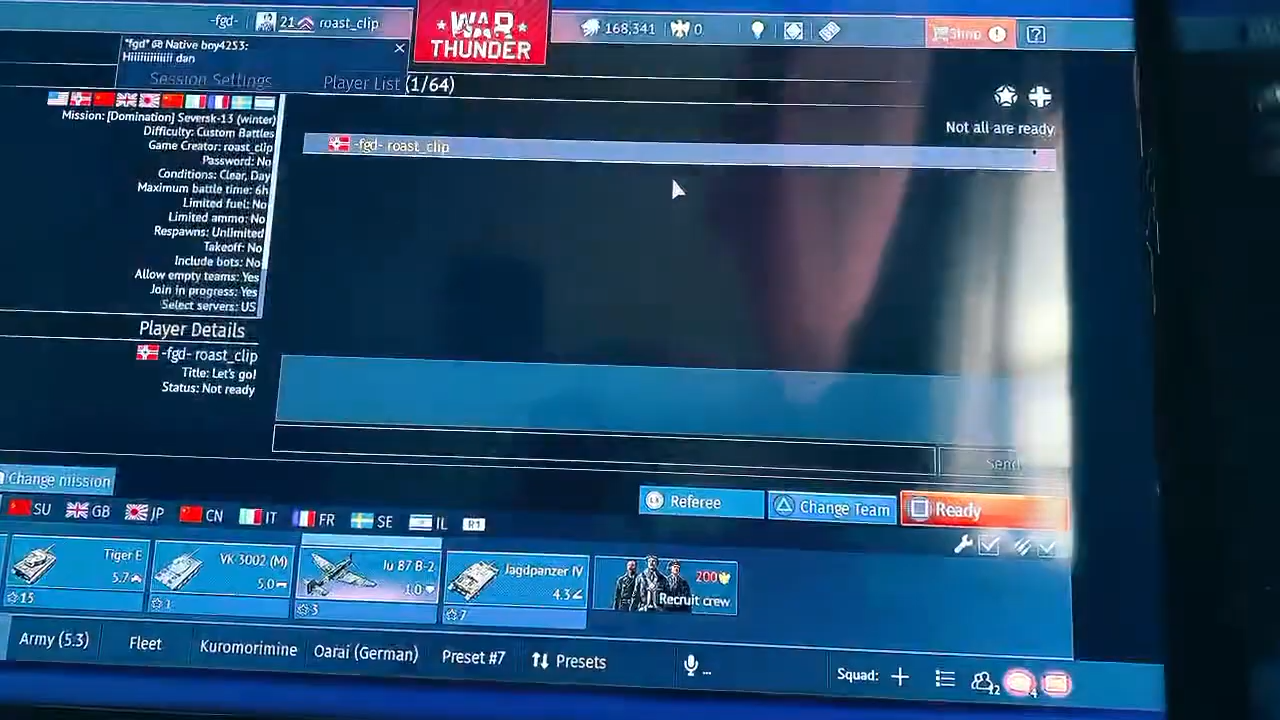 -fgd- 21 roast_clip
WAR
THUNDER
168,341 0
Shop
?
*fgd* @ Native boy4253:
Hiiiiiiiiiiiii dan
Session Settings
Player List (1/64)
Mission: [Domination] Seversk-13 (winter)
Difficulty: Custom Battles
Game Creator: roast_clip
Password: No
Conditions: Clear, Day
Maximum battle time: 6h
Limited fuel: No
Limited ammo: No
Respawns: Unlimited
Takeoff: No
Include bots: No
Allow empty teams: Yes
Join in progress: Yes
Select servers: US
Not all are ready
-fgd- roast_clip
Player Details
-fgd- roast_clip
Title: Let's go!
Status: Not ready
Send
Change mission
Referee
Change Team
Ready
SU GB JP CN IT FR SE IL R1
Tiger E
5.7
15
VK 3002 (M)
5.0
1
Ju 87 B-2
1.0
3
Jagdpanzer IV
4.3
7
200
Recruit crew
Army (5.3) Fleet Kuromorimine Oarai (German) Preset #7 Presets
...
Squad: +
12
4